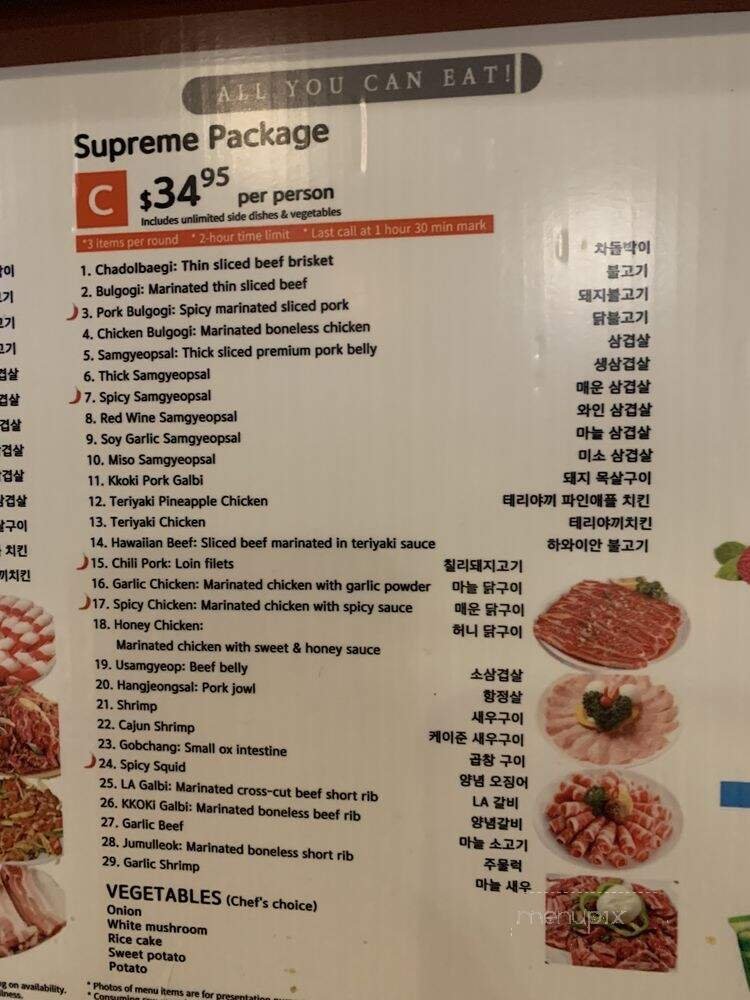 ALL YOU CAN EAT!
Supreme Package
C $34.95 per person
Includes unlimited side dishes & vegetables
*3 items per round * 2-hour time limit * Last call at 1 hour 30 min mark
1. Chadolbaegi: Thin sliced beef brisket 차돌박이
2. Bulgogi: Marinated thin sliced beef 불고기
3. Pork Bulgogi: Spicy marinated sliced pork 돼지불고기
4. Chicken Bulgogi: Marinated boneless chicken 닭불고기
5. Samgyeopsal: Thick sliced premium pork belly 삼겹살
6. Thick Samgyeopsal 생삼겹살
7. Spicy Samgyeopsal 매운 삼겹살
8. Red Wine Samgyeopsal 와인 삼겹살
9. Soy Garlic Samgyeopsal 마늘 삼겹살
10. Miso Samgyeopsal 미소 삼겹살
11. Kkoki Pork Galbi 돼지 목살구이
12. Teriyaki Pineapple Chicken 테리야끼 파인애플 치킨
13. Teriyaki Chicken 테리야끼치킨
14. Hawaiian Beef: Sliced beef marinated in teriyaki sauce 하와이안 불고기
15. Chili Pork: Loin filets 칠리돼지고기
16. Garlic Chicken: Marinated chicken with garlic powder 마늘 닭구이
17. Spicy Chicken: Marinated chicken with spicy sauce 매운 닭구이
18. Honey Chicken: 허니 닭구이
Marinated chicken with sweet & honey sauce
19. Usamgyeop: Beef belly 소삼겹살
20. Hangjeongsal: Pork jowl 항정살
21. Shrimp 새우구이
22. Cajun Shrimp 케이준 새우구이
23. Gobchang: Small ox intestine 곱창 구이
24. Spicy Squid 양념 오징어
25. LA Galbi: Marinated cross-cut beef short rib LA 갈비
26. KKOKi Galbi: Marinated boneless beef rib 양념갈비
27. Garlic Beef 마늘 소고기
28. Jumulleok: Marinated boneless short rib 주물럭
29. Garlic Shrimp 마늘 새우
VEGETABLES (Chef's choice)
Onion
White mushroom
Rice cake
Sweet potato
Potato
* Photos of menu items are for presentation
* Consuming
on availability.
menupix